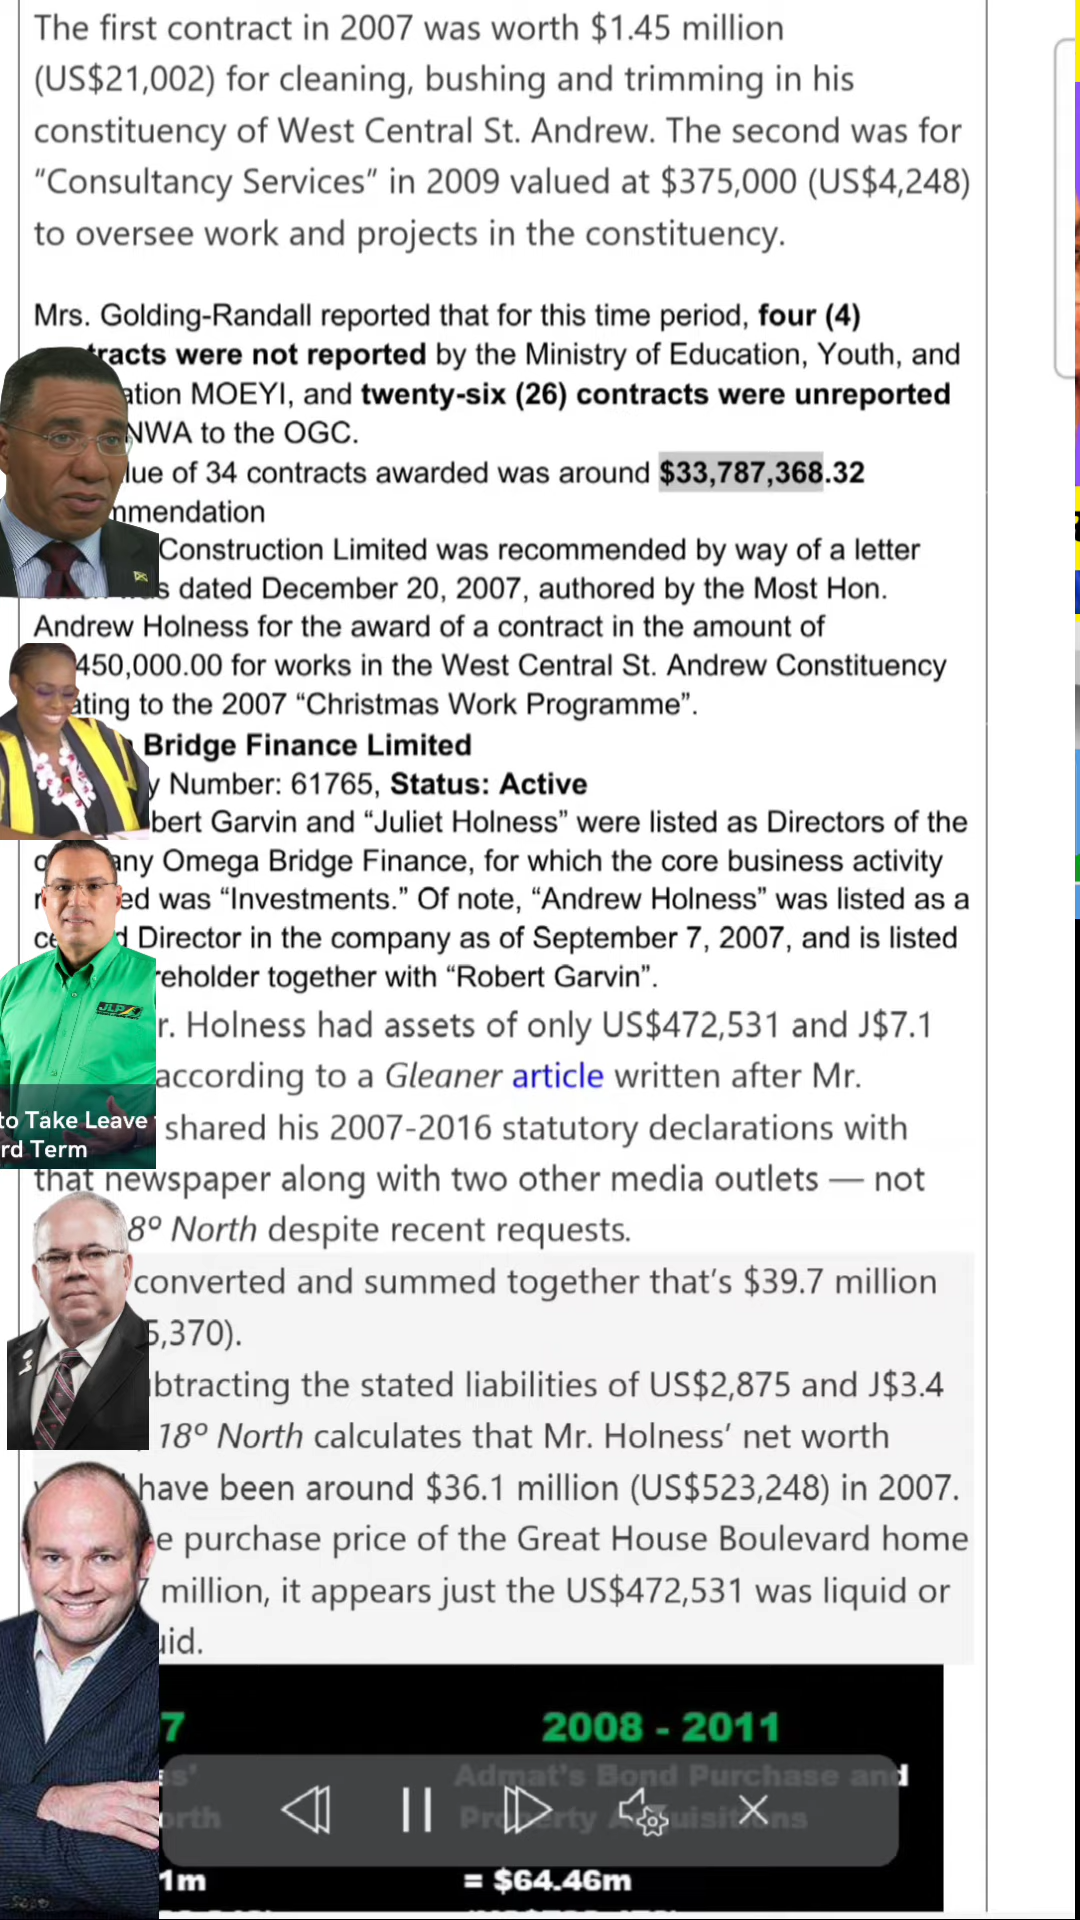 The first contract in 2007 was worth $1.45 million
(US$21,002) for cleaning, bushing and trimming in his
constituency of West Central St. Andrew. The second was for
“Consultancy Services” in 2009 valued at $375,000 (US$4,248)
to oversee work and projects in the constituency.
Mrs. Golding-Randall reported that for this time period, four (4)
tracts were not reported by the Ministry of Education, Youth, and
ation MOEYI, and twenty-six (26) contracts were unreported
NWA to the OGC.
lue of 34 contracts awarded was around $33,787,368.32
mmendation
Construction Limited was recommended by way of a letter
s dated December 20, 2007, authored by the Most Hon.
Andrew Holness for the award of a contract in the amount of
450,000.00 for works in the West Central St. Andrew Constituency
ating to the 2007 “Christmas Work Programme”.
Bridge Finance Limited
y Number: 61765, Status: Active
bert Garvin and “Juliet Holness” were listed as Directors of the
any Omega Bridge Finance, for which the core business activity
ed was “Investments.” Of note, “Andrew Holness” was listed as a
d Director in the company as of September 7, 2007, and is listed
reholder together with “Robert Garvin”.
JLP
r. Holness had assets of only US$472,531 and J$7.1
according to a Gleaner article written after Mr.
to Take Leave
shared his 2007-2016 statutory declarations with
rd Term
that newspaper along with two other media outlets — not
8º North despite recent requests.
converted and summed together that’s $39.7 million
5,370).
btracting the stated liabilities of US$2,875 and J$3.4
18º North calculates that Mr. Holness’ net worth
have been around $36.1 million (US$523,248) in 2007.
e purchase price of the Great House Boulevard home
7 million, it appears just the US$472,531 was liquid or
uid.
7
2008 - 2011
s’
Admat’s Bond Purchase and
orth
Property Acquisitions
1m
= $64.46m